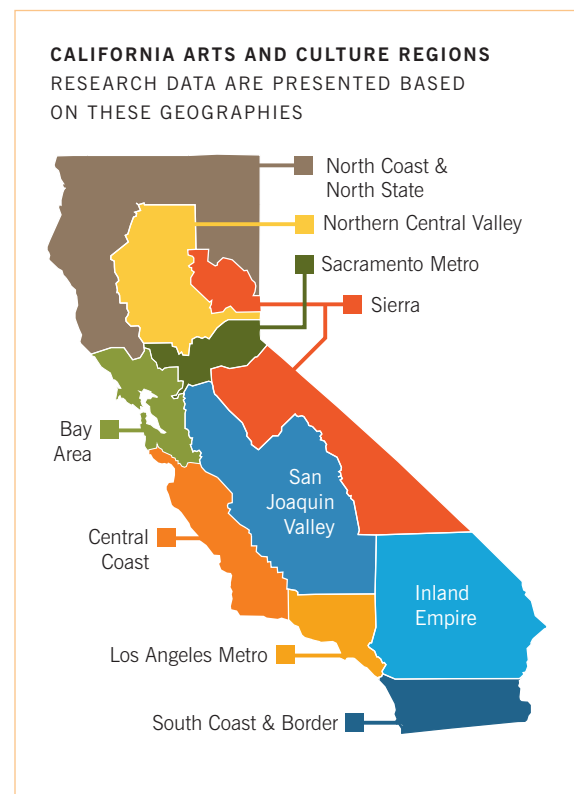 CALIFORNIA ARTS AND CULTURE REGIONS
RESEARCH DATA ARE PRESENTED BASED
ON THESE GEOGRAPHIES
North Coast &
North State
Northern Central Valley
Sacramento Metro
Sierra
Bay
Area
San
Joaquin
Valley
Central
Coast
Inland
Empire
Los Angeles Metro
South Coast & Border